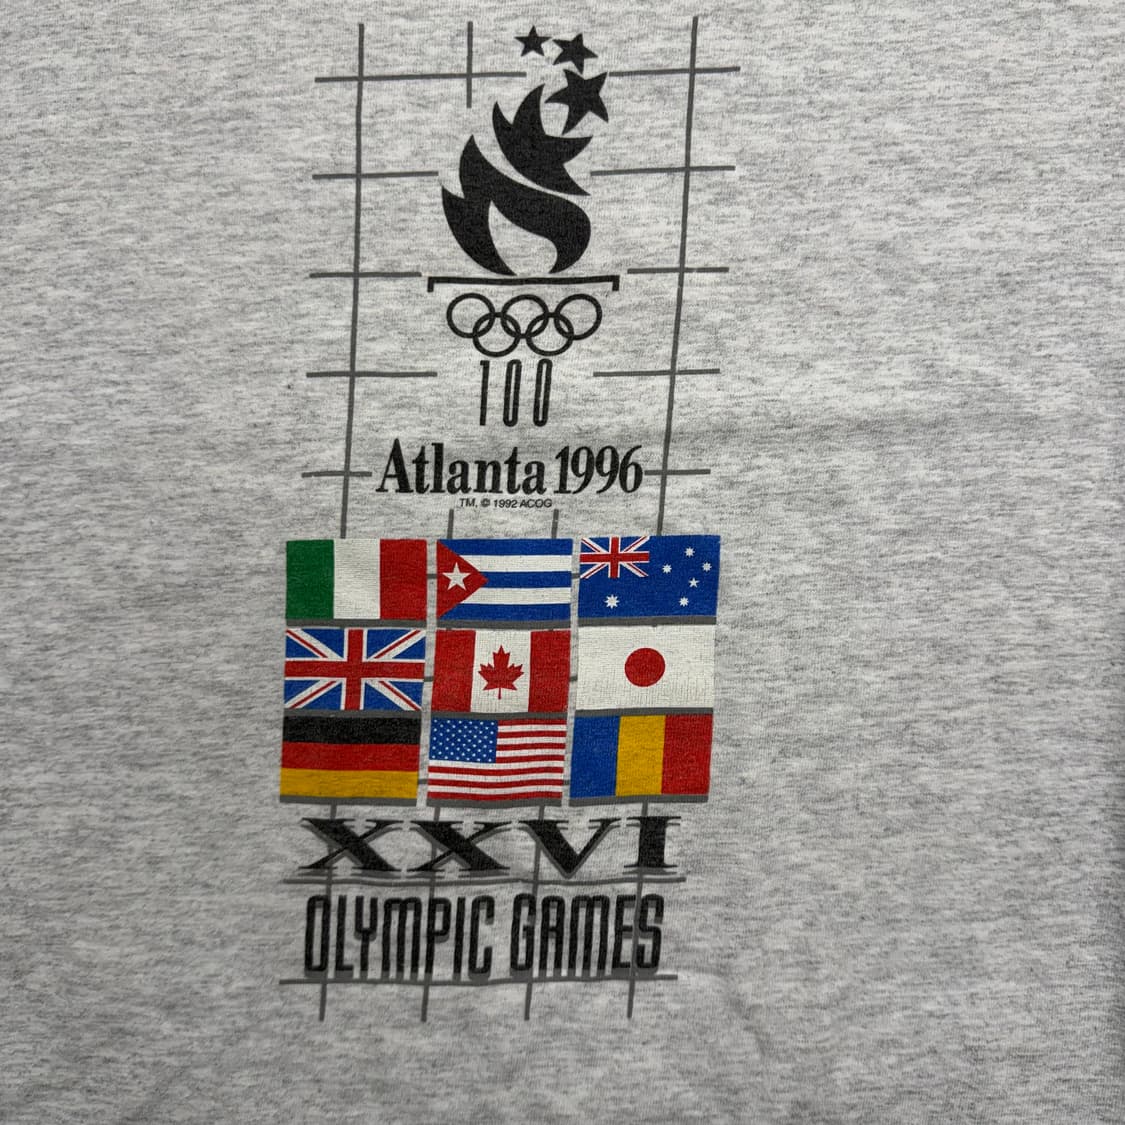 100
Atlanta 1996
TM, © 1992 ACOG
XXVI
OLYMPIC GAMES